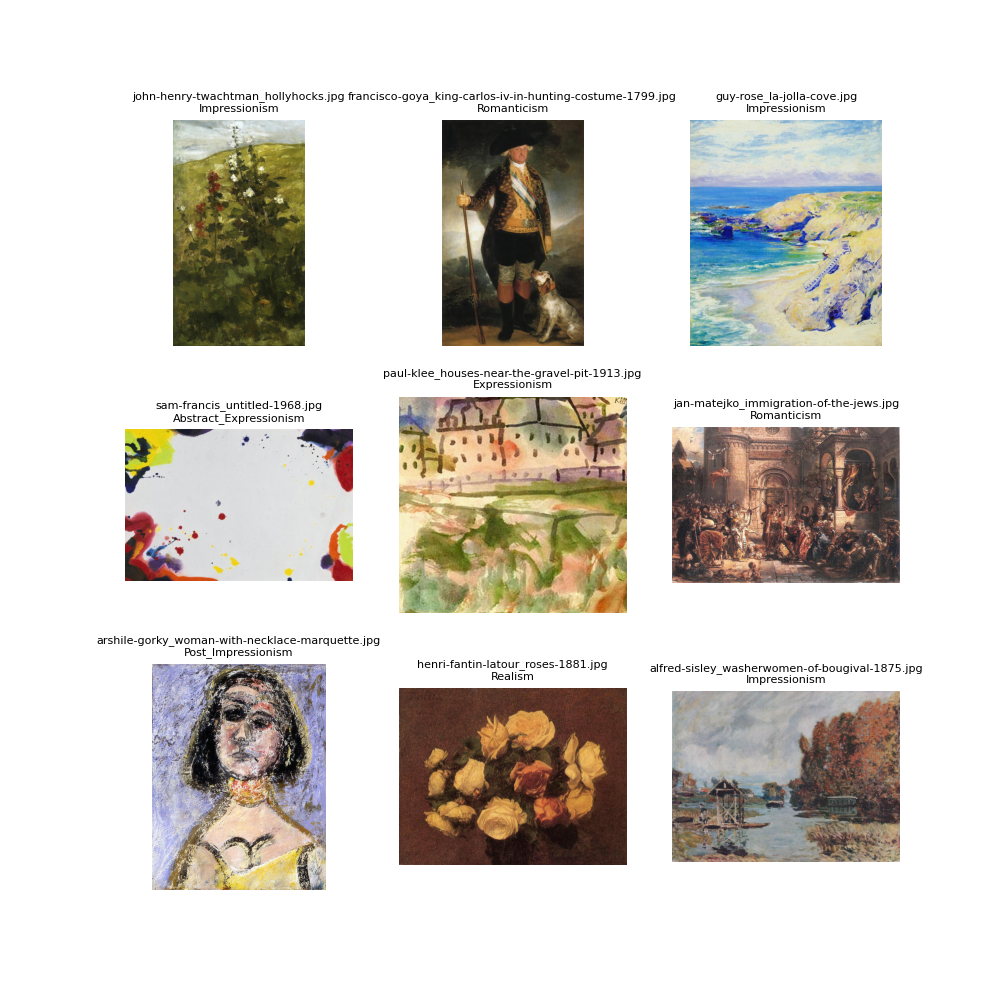 john-henry-twachtman_hollyhocks.jpg
Impressionism
francisco-goya_king-carlos-iv-in-hunting-costume-1799.jpg
Romanticism
guy-rose_la-jolla-cove.jpg
Impressionism
sam-francis_untitled-1968.jpg
Abstract_Expressionism
paul-klee_houses-near-the-gravel-pit-1913.jpg
Expressionism
jan-matejko_immigration-of-the-jews.jpg
Romanticism
arshile-gorky_woman-with-necklace-marquette.jpg
Post_Impressionism
henri-fantin-latour_roses-1881.jpg
Realism
alfred-sisley_washerwomen-of-bougival-1875.jpg
Impressionism